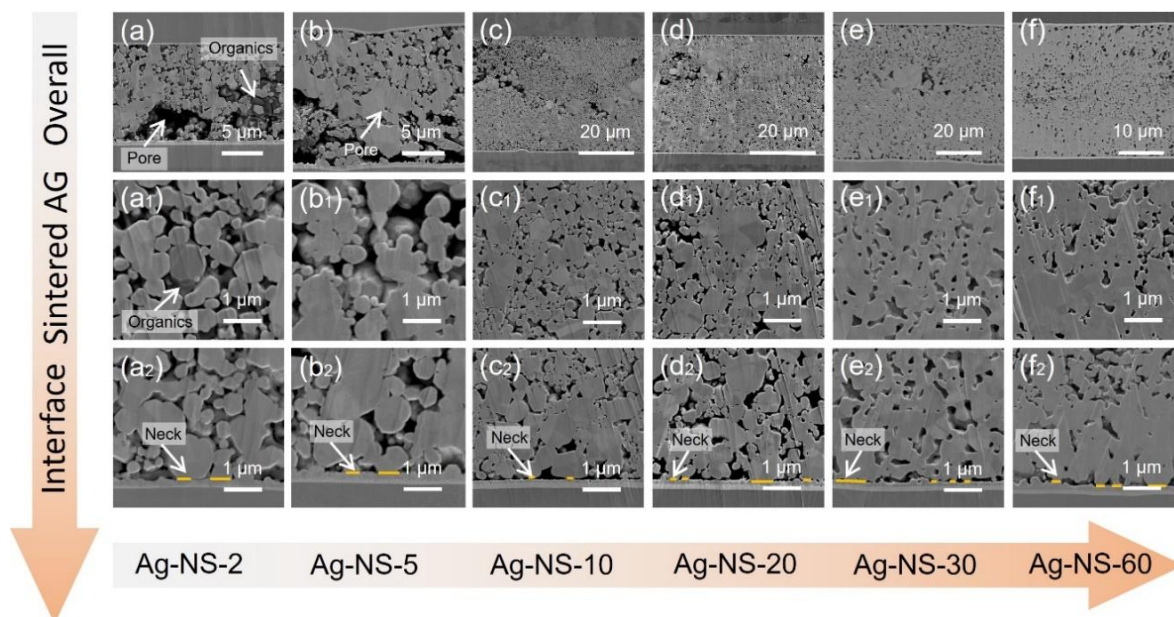 Interface Sintered AG Overall
(a)
Organics
Pore
5 μm
(b)
Pore
5 μm
(c)
20 μm
(d)
20 μm
(e)
20 μm
(f)
10 μm
(a₁)
Organics
1 μm
(b₁)
1 μm
(c₁)
1 μm
(d₁)
1 μm
(e₁)
1 μm
(f₁)
1 μm
(a₂)
Neck
1 μm
(b₂)
Neck
1 μm
(c₂)
Neck
1 μm
(d₂)
Neck
1 μm
(e₂)
Neck
1 μm
(f₂)
Neck
1 μm
Ag-NS-2
Ag-NS-5
Ag-NS-10
Ag-NS-20
Ag-NS-30
Ag-NS-60